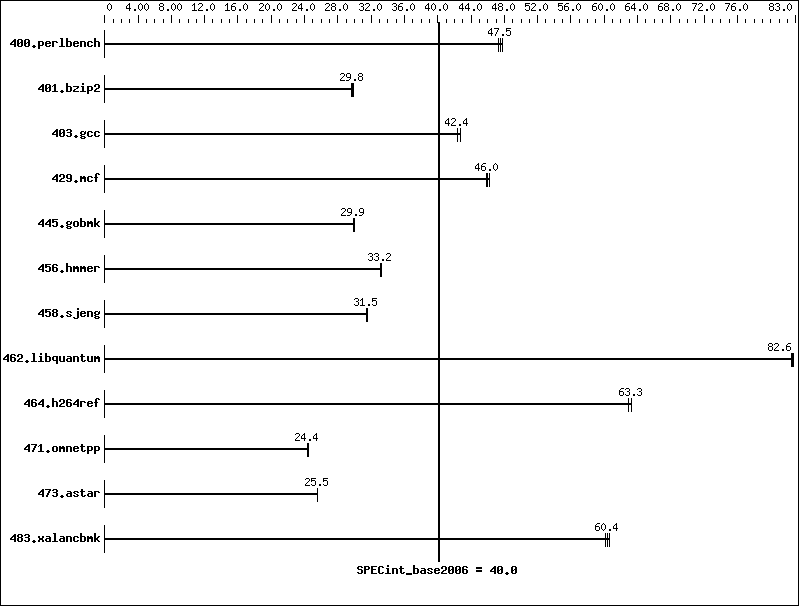 0 4.00 8.00 12.0 16.0 20.0 24.0 28.0 32.0 36.0 40.0 44.0 48.0 52.0 56.0 60.0 64.0 68.0 72.0 76.0 83.0
400.perlbench 47.5
401.bzip2 29.8
403.gcc 42.4
429.mcf 46.0
445.gobmk 29.9
456.hmmer 33.2
458.sjeng 31.5
462.libquantum 82.6
464.h264ref 63.3
471.omnetpp 24.4
473.astar 25.5
483.xalancbmk 60.4
SPECint_base2006 = 40.0